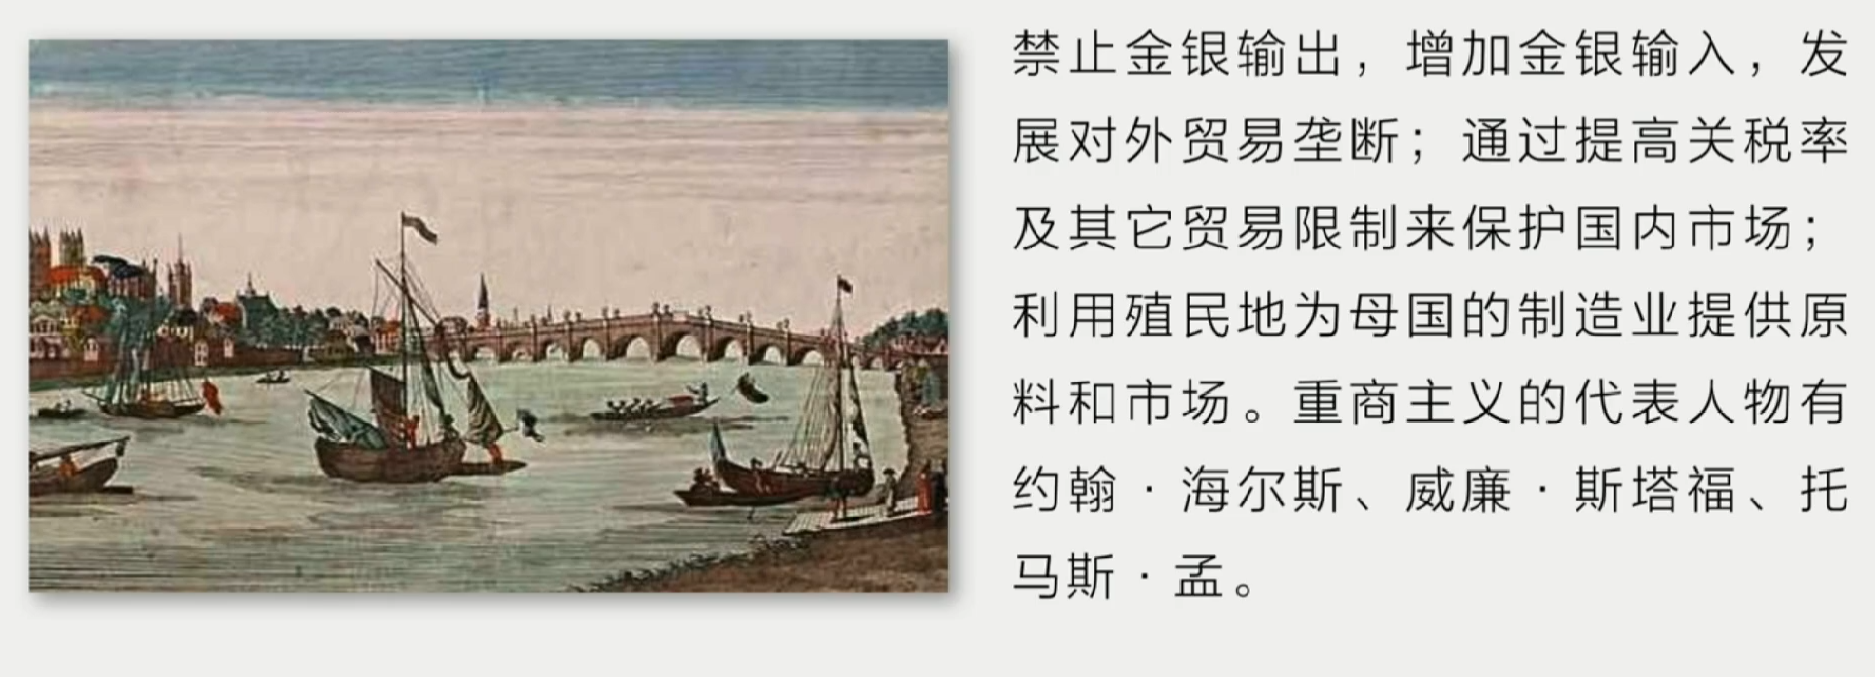 禁止金银输出，增加金银输入，发
展对外贸易垄断；通过提高关税率
及其它贸易限制来保护国内市场；
利用殖民地为母国的制造业提供原
料和市场。重商主义的代表人物有
约翰·海尔斯、威廉·斯塔福、托
马斯·孟。